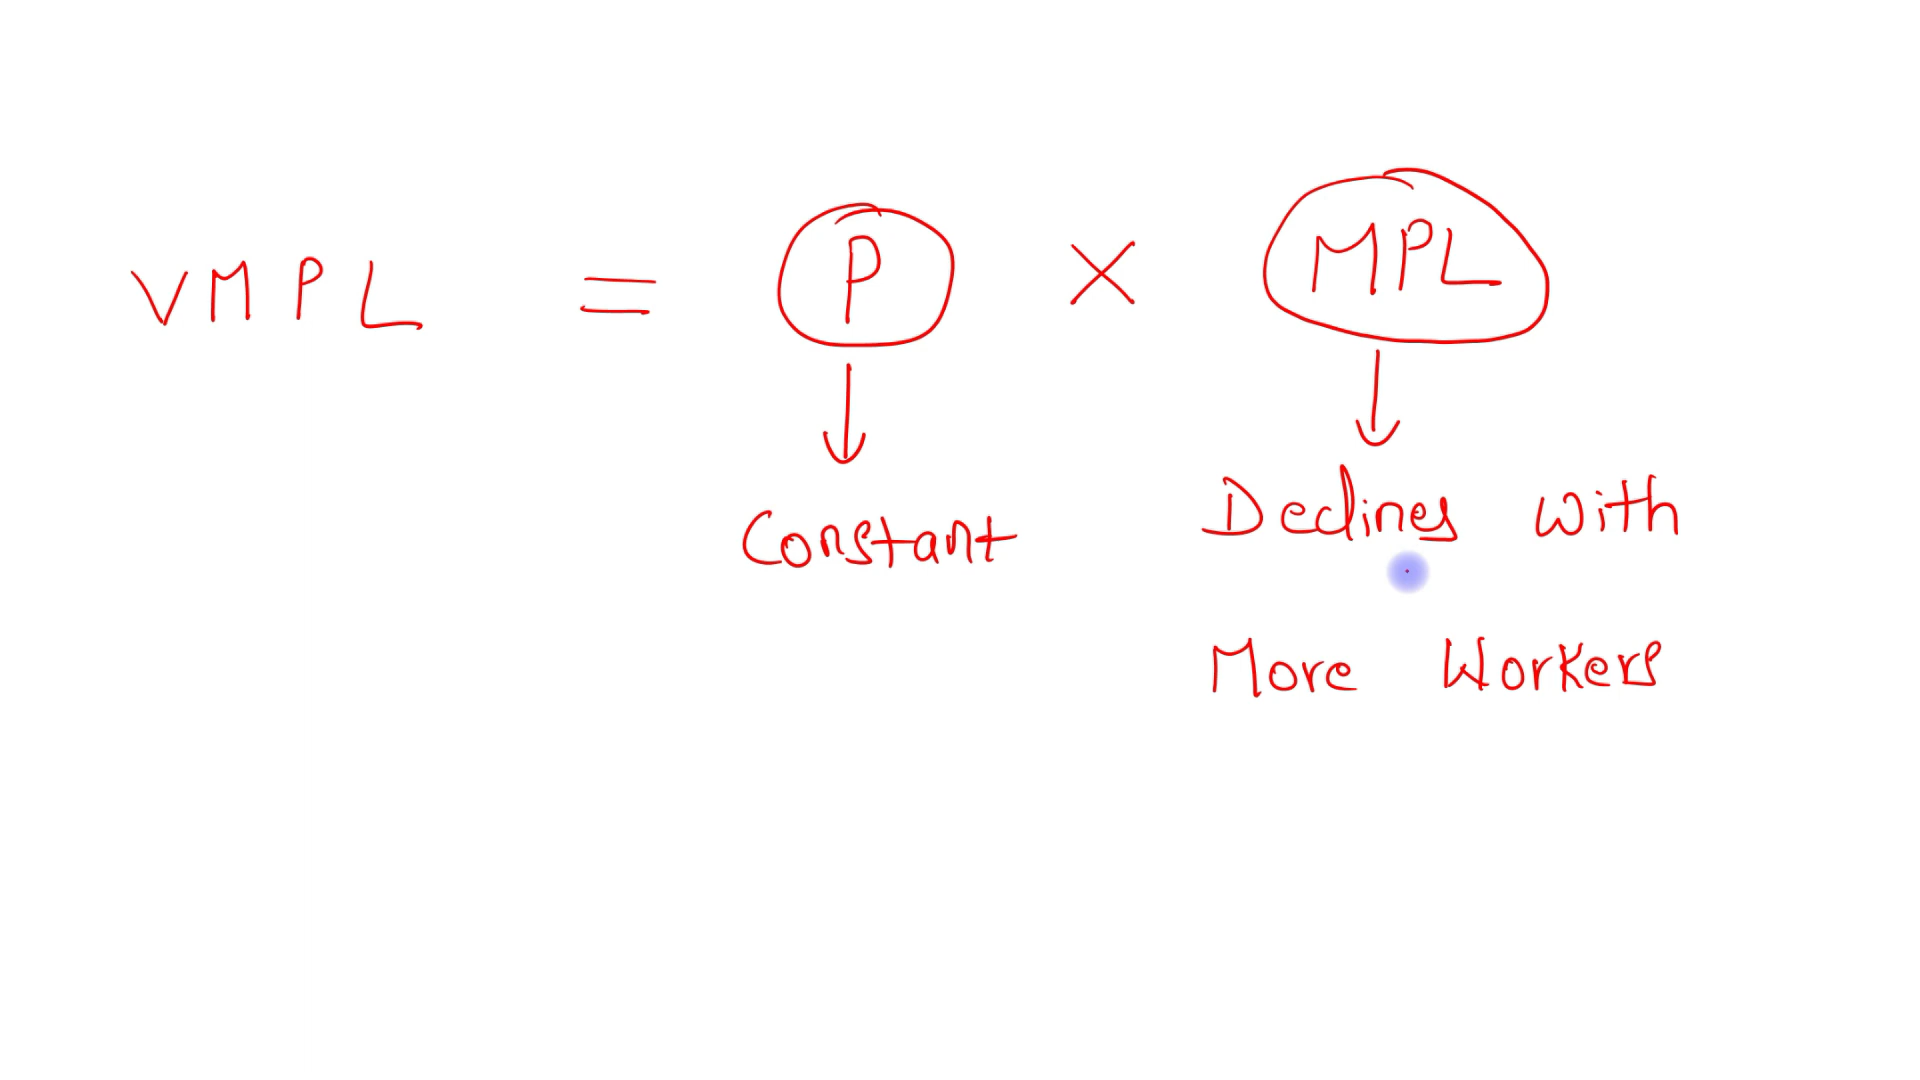 VMPL = P × MPL
Constant
Declines with
More Workers